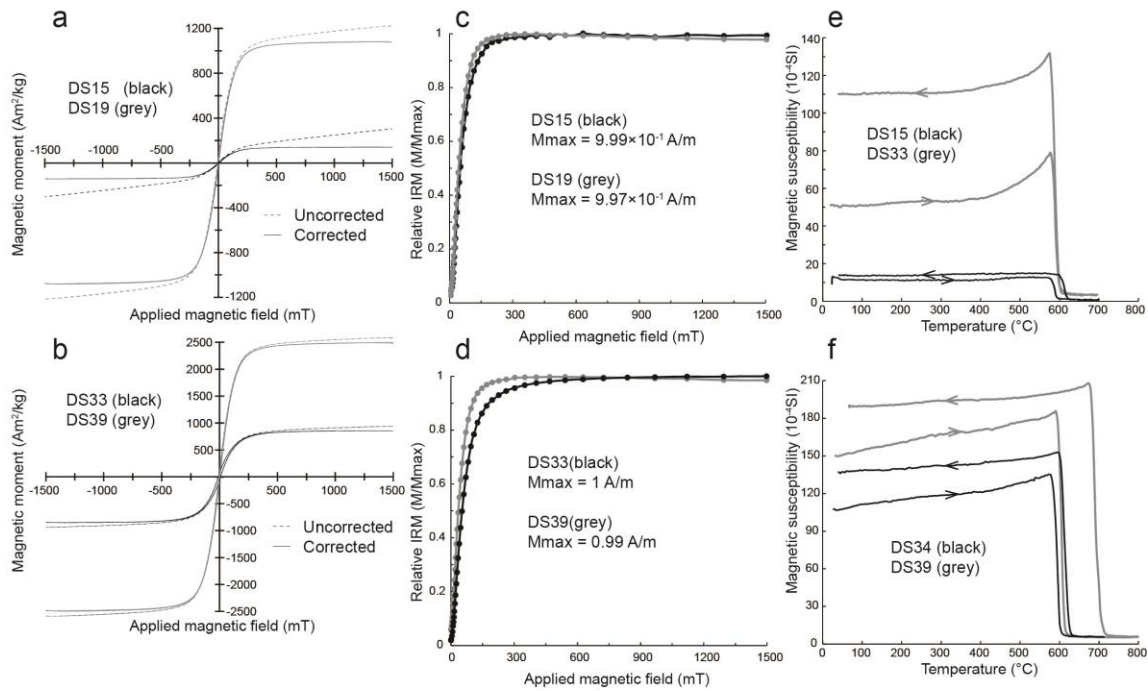 a
1200
800
400
-1500
-1000
-500
500
1000
1500
-400
-800
-1200
Magnetic moment (Am²/kg)
DS15 (black)
DS19 (grey)
Uncorrected
Corrected
Applied magnetic field (mT)
b
2500
2000
1500
1000
500
-1500
-1000
-500
500
1000
1500
-500
-1000
-1500
-2000
-2500
Magnetic moment (Am²/kg)
DS33 (black)
DS39 (grey)
Uncorrected
Corrected
Applied magnetic field (mT)
c
1
0.8
0.6
0.4
0.2
0
Relative IRM (M/Mmax)
DS15 (black)
Mmax = 9.99×10⁻¹ A/m
DS19 (grey)
Mmax = 9.97×10⁻¹ A/m
0 300 600 900 1200 1500
Applied magnetic field (mT)
d
1
0.8
0.6
0.4
0.2
0
Relative IRM (M/Mmax)
DS33(black)
Mmax = 1 A/m
DS39(grey)
Mmax = 0.99 A/m
0 300 600 900 1200 1500
Applied magnetic field (mT)
e
140
120
100
80
60
40
20
0
Magnetic susceptibility (10⁻⁴SI)
DS15 (black)
DS33 (grey)
0 100 200 300 400 500 600 700 800
Temperature (°C)
f
210
180
150
120
90
60
30
0
Magnetic susceptibility (10⁻⁴SI)
DS34 (black)
DS39 (grey)
0 100 200 300 400 500 600 700 800
Temperature (°C)